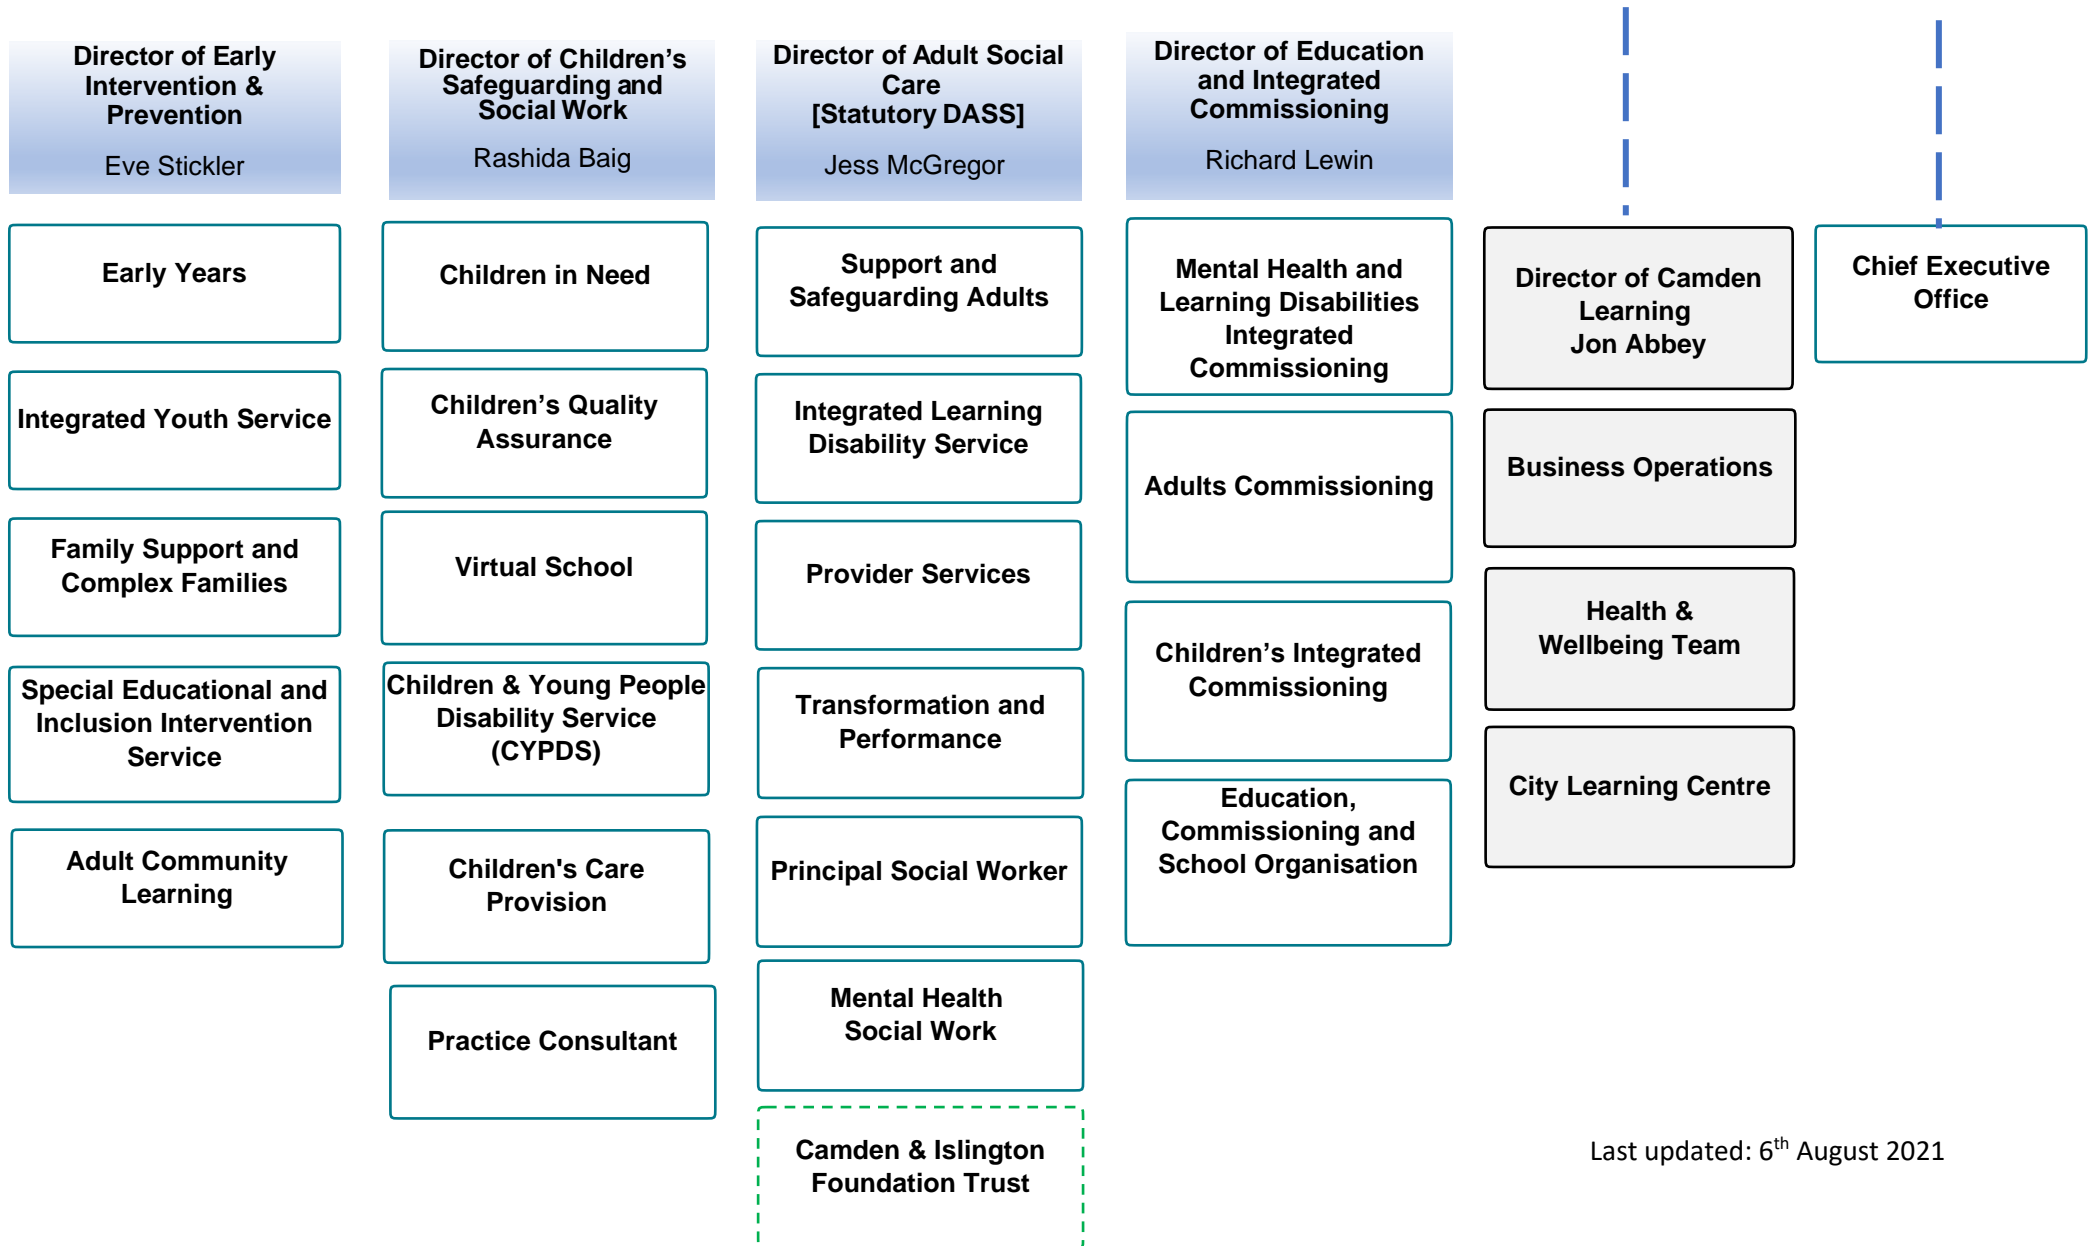 Director of Early
Intervention &
Prevention
Eve Stickler
Early Years
Integrated Youth Service
Family Support and
Complex Families
Special Educational and
Inclusion Intervention
Service
Adult Community
Learning
Director of Children’s
Safeguarding and
Social Work
Rashida Baig
Children in Need
Children’s Quality
Assurance
Virtual School
Children & Young People
Disability Service
(CYPDS)
Children's Care
Provision
Practice Consultant
Director of Adult Social
Care
[Statutory DASS]
Jess McGregor
Support and
Safeguarding Adults
Integrated Learning
Disability Service
Provider Services
Transformation and
Performance
Principal Social Worker
Mental Health
Social Work
Camden & Islington
Foundation Trust
Director of Education
and Integrated
Commissioning
Richard Lewin
Mental Health and
Learning Disabilities
Integrated
Commissioning
Adults Commissioning
Children’s Integrated
Commissioning
Education,
Commissioning and
School Organisation
Director of Camden
Learning
Jon Abbey
Business Operations
Health &
Wellbeing Team
City Learning Centre
Chief Executive
Office
Last updated: 6th August 2021